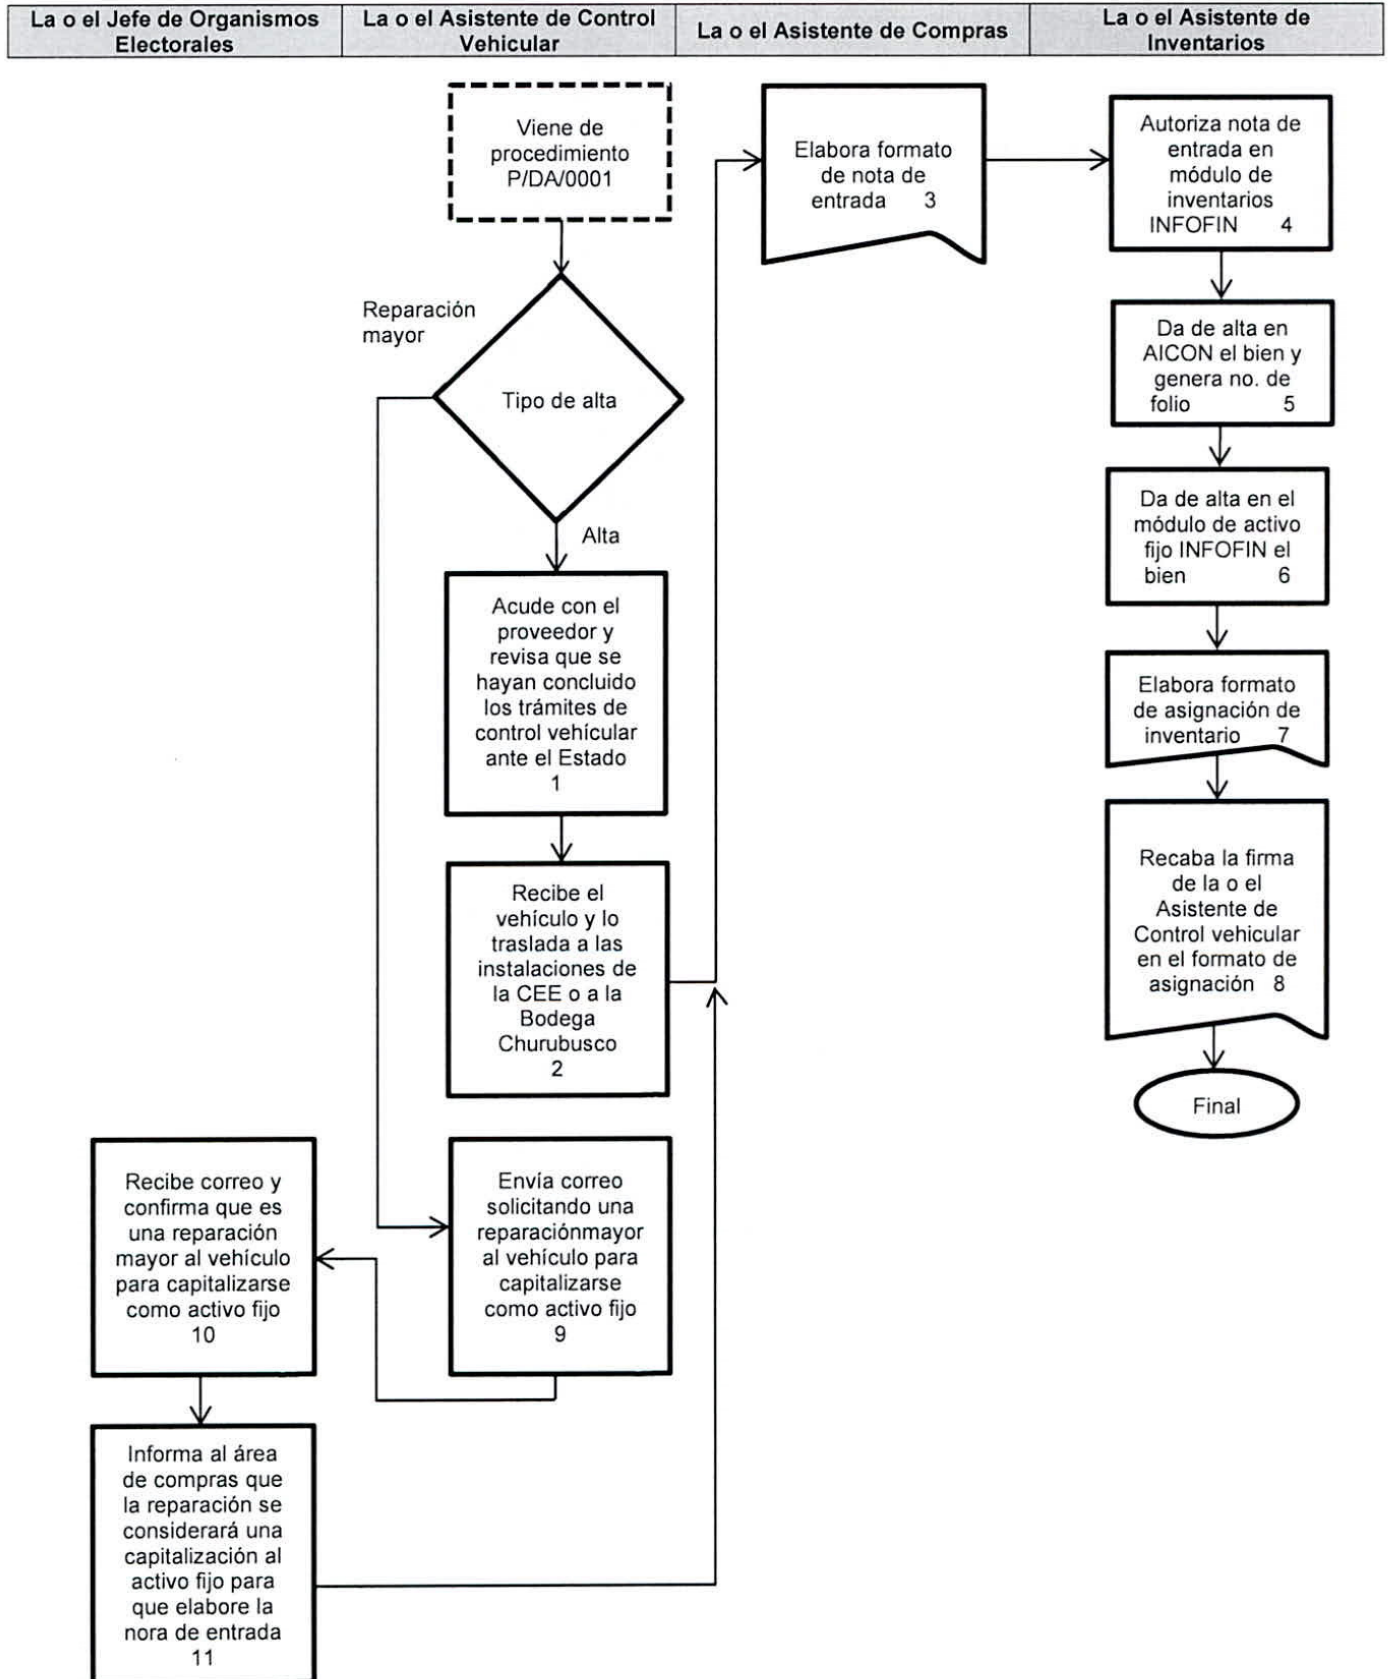 La o el Jefe de Organismos
Electorales
La o el Asistente de Control
Vehicular
La o el Asistente de Compras
La o el Asistente de
Inventarios
Viene de
procedimiento
P/DA/0001
Reparación
mayor
Tipo de alta
Alta
Acude con el
proveedor y
revisa que se
hayan concluido
los trámites de
control vehícular
ante el Estado
1
Recibe el
vehículo y lo
traslada a las
instalaciones de
la CEE o a la
Bodega
Churubusco
2
Elabora formato
de nota de
entrada 3
Autoriza nota de
entrada en
módulo de
inventarios
INFOFIN 4
Da de alta en
AICON el bien y
genera no. de
folio 5
Da de alta en el
módulo de activo
fijo INFOFIN el
bien 6
Elabora formato
de asignación de
inventario 7
Recaba la firma
de la o el
Asistente de
Control vehicular
en el formato de
asignación 8
Final
Envía correo
solicitando una
reparaciónmayor
al vehículo para
capitalizarse
como activo fijo
9
Recibe correo y
confirma que es
una reparación
mayor al vehículo
para capitalizarse
como activo fijo
10
Informa al área
de compras que
la reparación se
considerará una
capitalización al
activo fijo para
que elabore la
nora de entrada
11